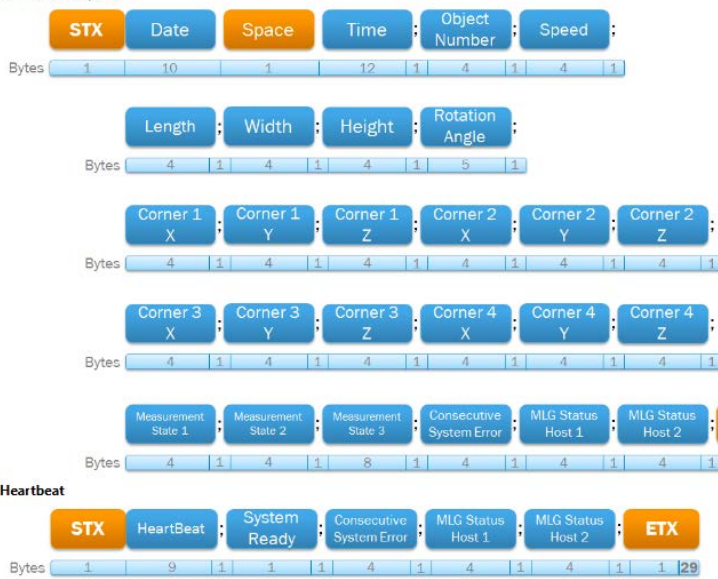 STX Date Space Time ; Object Number ; Speed ;
Bytes 1 10 1 12 1 4 1 4 1
Length ; Width ; Height ; Rotation Angle ;
Bytes 4 1 4 1 4 1 5 1
Corner 1 X ; Corner 1 Y ; Corner 1 Z ; Corner 2 X ; Corner 2 Y ; Corner 2 Z ;
Bytes 4 1 4 1 4 1 4 1 4 1 4 1
Corner 3 X ; Corner 3 Y ; Corner 3 Z ; Corner 4 X ; Corner 4 Y ; Corner 4 Z ;
Bytes 4 1 4 1 4 1 4 1 4 1 4 1
Measurement State 1 ; Measurement State 2 ; Measurement State 3 ; Consecutive System Error ; MLG Status Host 1 ; MLG Status Host 2 ;
Bytes 4 1 4 1 8 1 4 1 4 1 4 1
Heartbeat
STX HeartBeat ; System Ready ; Consecutive System Error ; MLG Status Host 1 ; MLG Status Host 2 ; ETX
Bytes 1 9 1 1 1 4 1 4 1 4 1 1 29